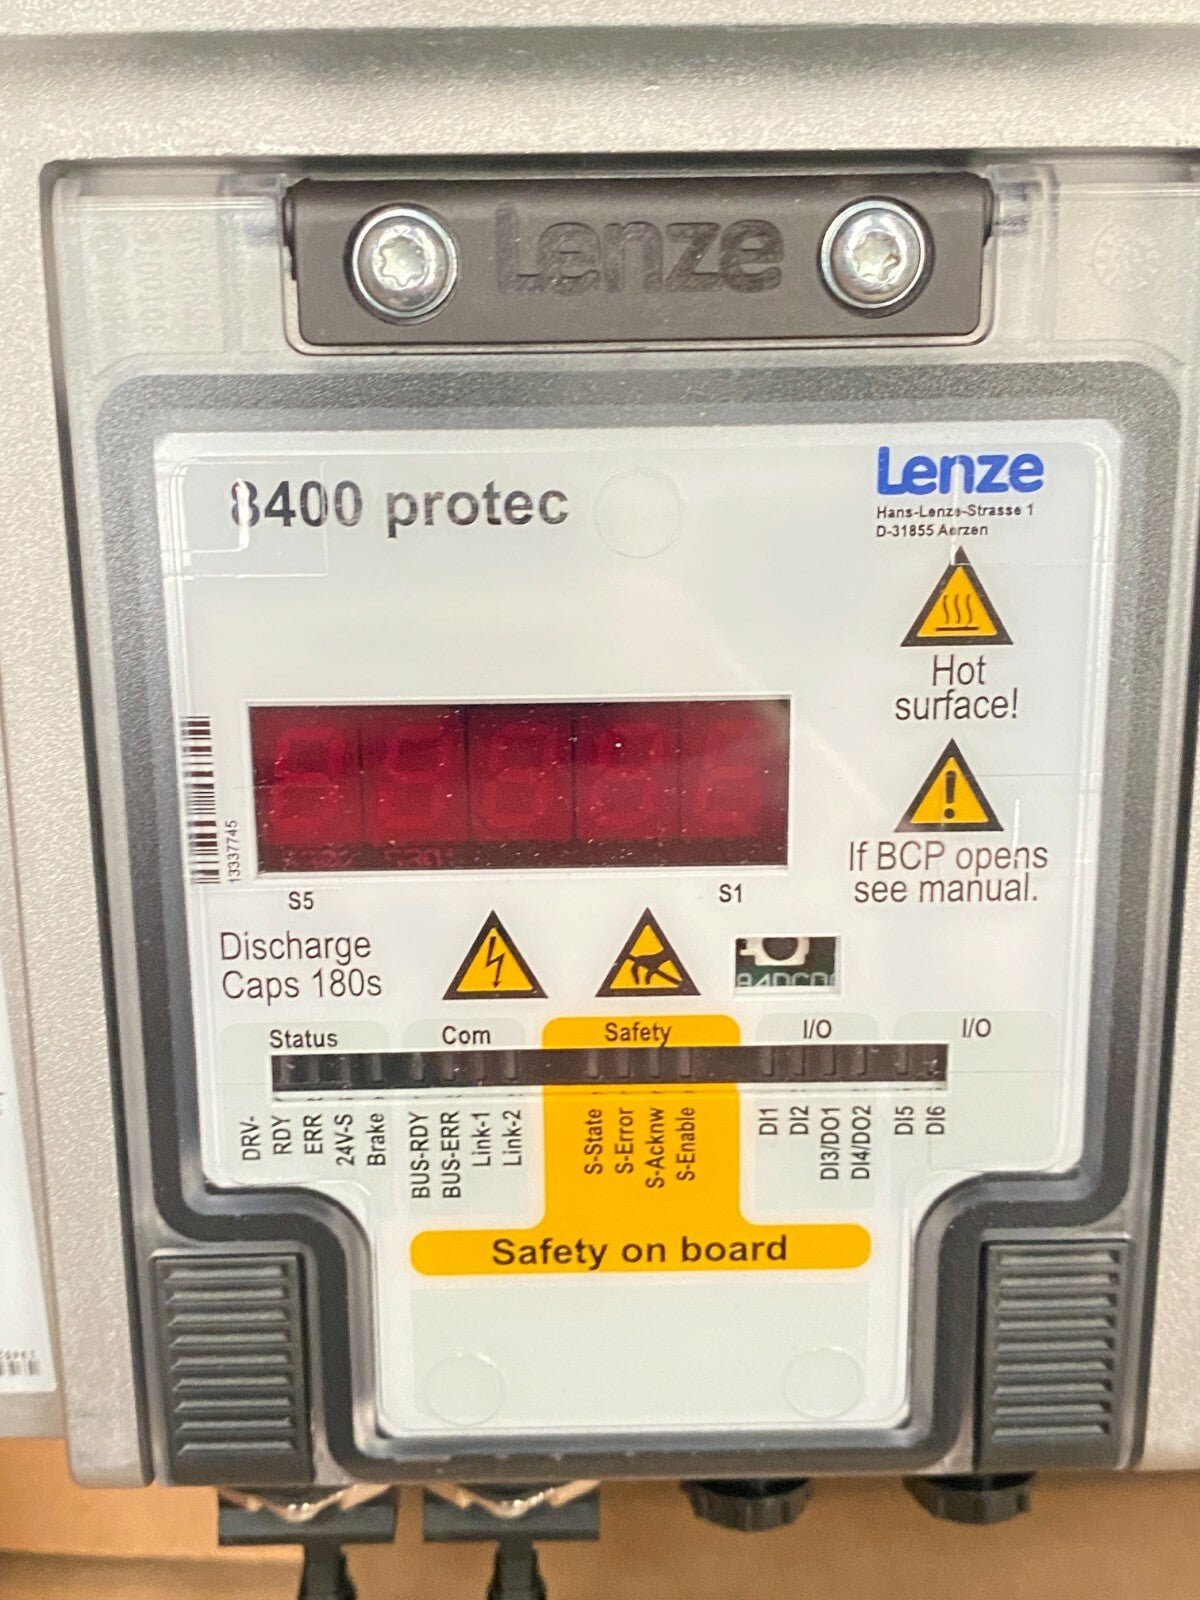 Lenze
8400 protec
Lenze
Hans-Lenze-Strasse 1
D-31855 Aerzen
Hot
surface!
If BCP opens
see manual.
13337745
S5
S1
Discharge
Caps 180s
Status
Com
Safety
I/O
I/O
DRV-
RDY
ERR
24V-S
Brake
BUS-RDY
BUS-ERR
Link-1
Link-2
S-State
S-Error
S-Acknw
S-Enable
DI1
DI2
DI3/DO1
DI4/DO2
DI5
DI6
Safety on board